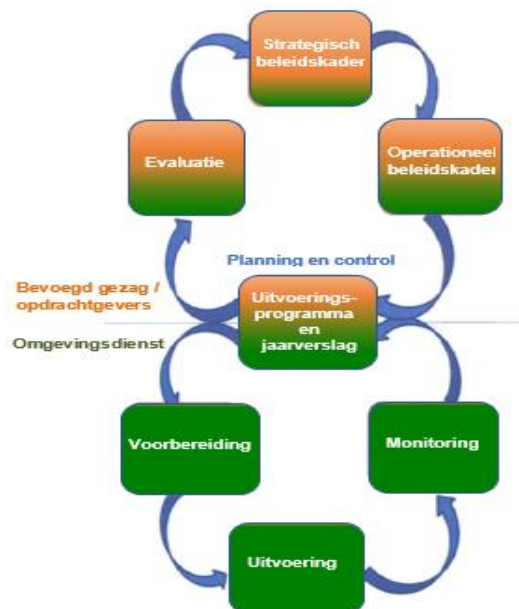 Strategisch
beleidskader
Evaluatie
Operationeel
beleidskader
Planning en control
Bevoegd gezag /
opdrachtgevers
Uitvoerings-
programma
en
jaarverslag
Omgevingsdienst
Voorbereiding
Monitoring
Uitvoering